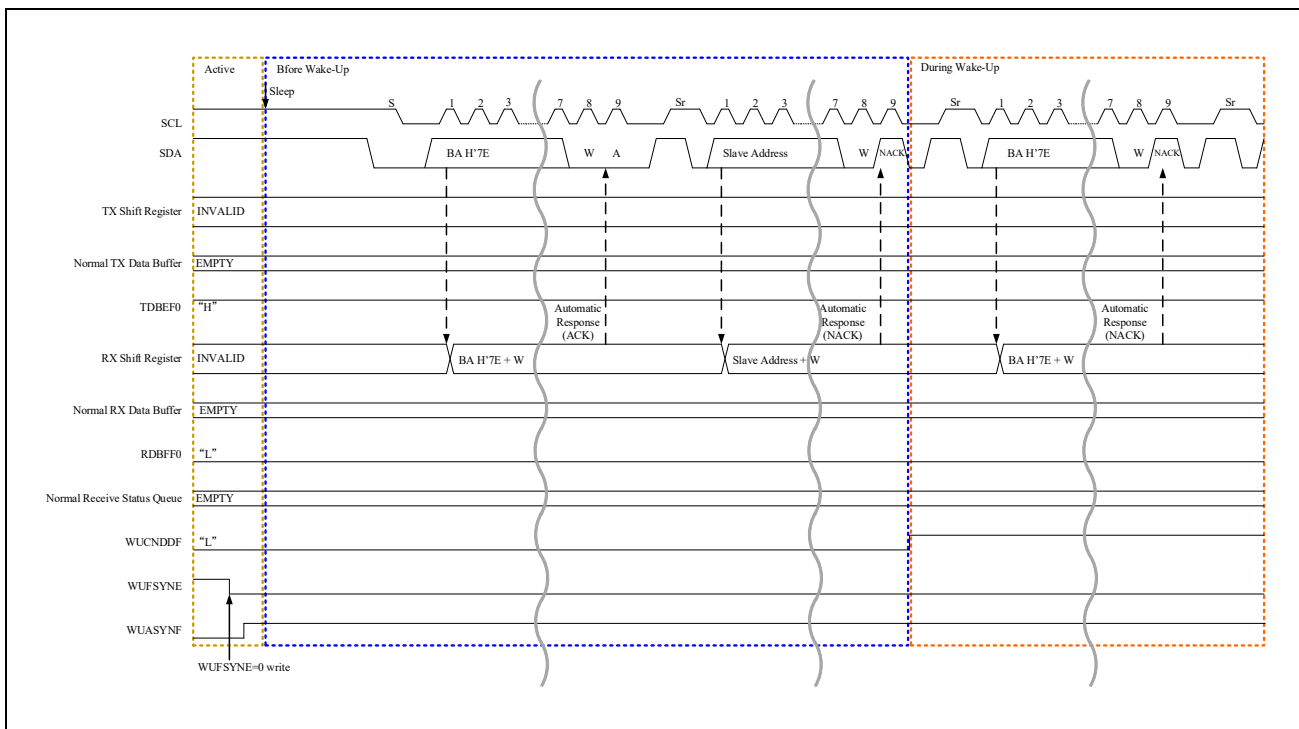 Active
Bfore Wake-Up
During Wake-Up
Sleep
SCL
S 1 2 3 7 8 9 Sr 1 2 3 7 8 9 Sr 1 2 3 7 8 9 Sr
SDA
BA H’7E W A Slave Address W NACK BA H’7E W NACK
TX Shift Register INVALID
Normal TX Data Buffer EMPTY
TDBEF0 “H”
Automatic
Response
(ACK)
Automatic
Response
(NACK)
Automatic
Response
(NACK)
RX Shift Register INVALID BA H’7E + W Slave Address + W BA H’7E + W
Normal RX Data Buffer EMPTY
RDBFF0 “L”
Normal Receive Status Queue EMPTY
WUCNDDF “L”
WUFSYNE
WUASYNF
WUFSYNE=0 write